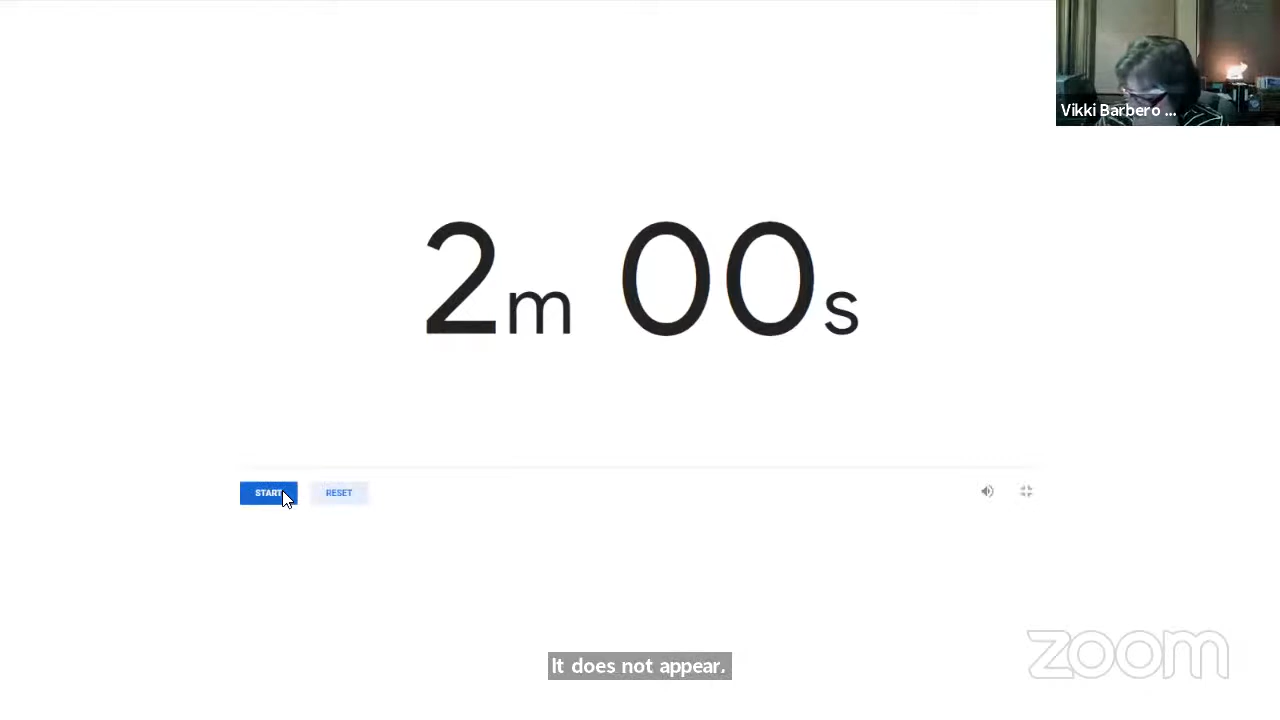 Vikki Barbero ...
2m 00s
START
RESET
It does not appear.
zoom